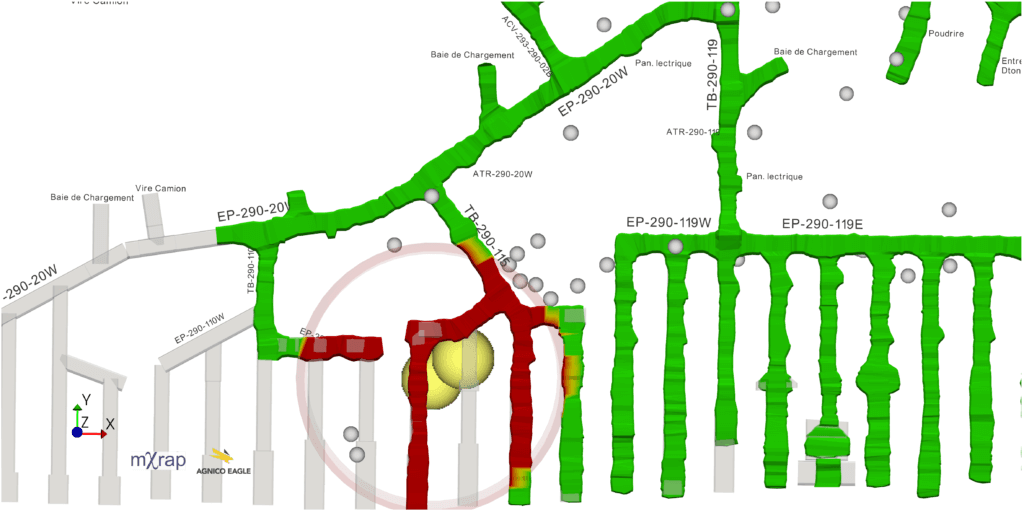 Vire Camion
ACV-293-290-02B
Baie de Chargement
Pan. lectrique
EP-290-20W
TB-290-119
Baie de Chargement
Poudrire
Entre
Dton
ATR-290-11
ATR-290-20W
Pan. lectrique
Baie de Chargement
Vire Camion
EP-290-20W
TB-290-115
EP-290-119W
EP-290-119E
-290-20W
TB-290-11
EP-290-110W
EP-2
Y
Z
X
mXrap
AGNICO EAGLE